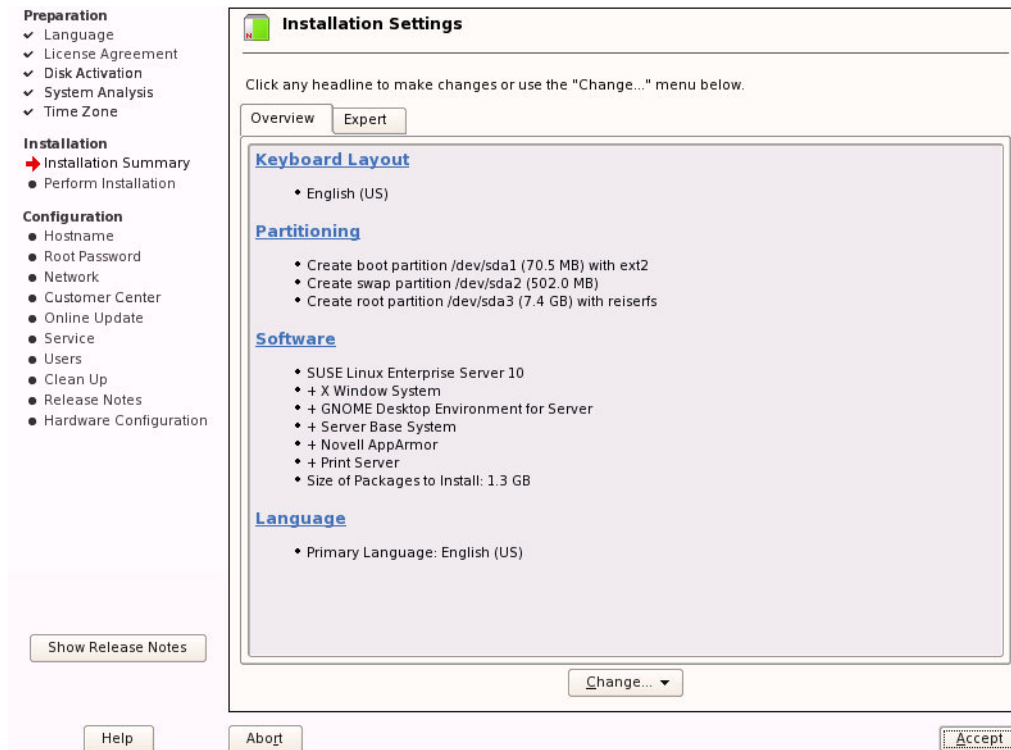 Preparation
Language
License Agreement
Disk Activation
System Analysis
Time Zone
Installation
Installation Summary
Perform Installation
Configuration
Hostname
Root Password
Network
Customer Center
Online Update
Service
Users
Clean Up
Release Notes
Hardware Configuration
Show Release Notes
Help
N
Installation Settings
Click any headline to make changes or use the "Change..." menu below.
Overview
Expert
Keyboard Layout
• English (US)
Partitioning
• Create boot partition /dev/sda1 (70.5 MB) with ext2
• Create swap partition /dev/sda2 (502.0 MB)
• Create root partition /dev/sda3 (7.4 GB) with reiserfs
Software
• SUSE Linux Enterprise Server 10
• + X Window System
• + GNOME Desktop Environment for Server
• + Server Base System
• + Novell AppArmor
• + Print Server
• Size of Packages to Install: 1.3 GB
Language
• Primary Language: English (US)
Change...
Abort
Accept